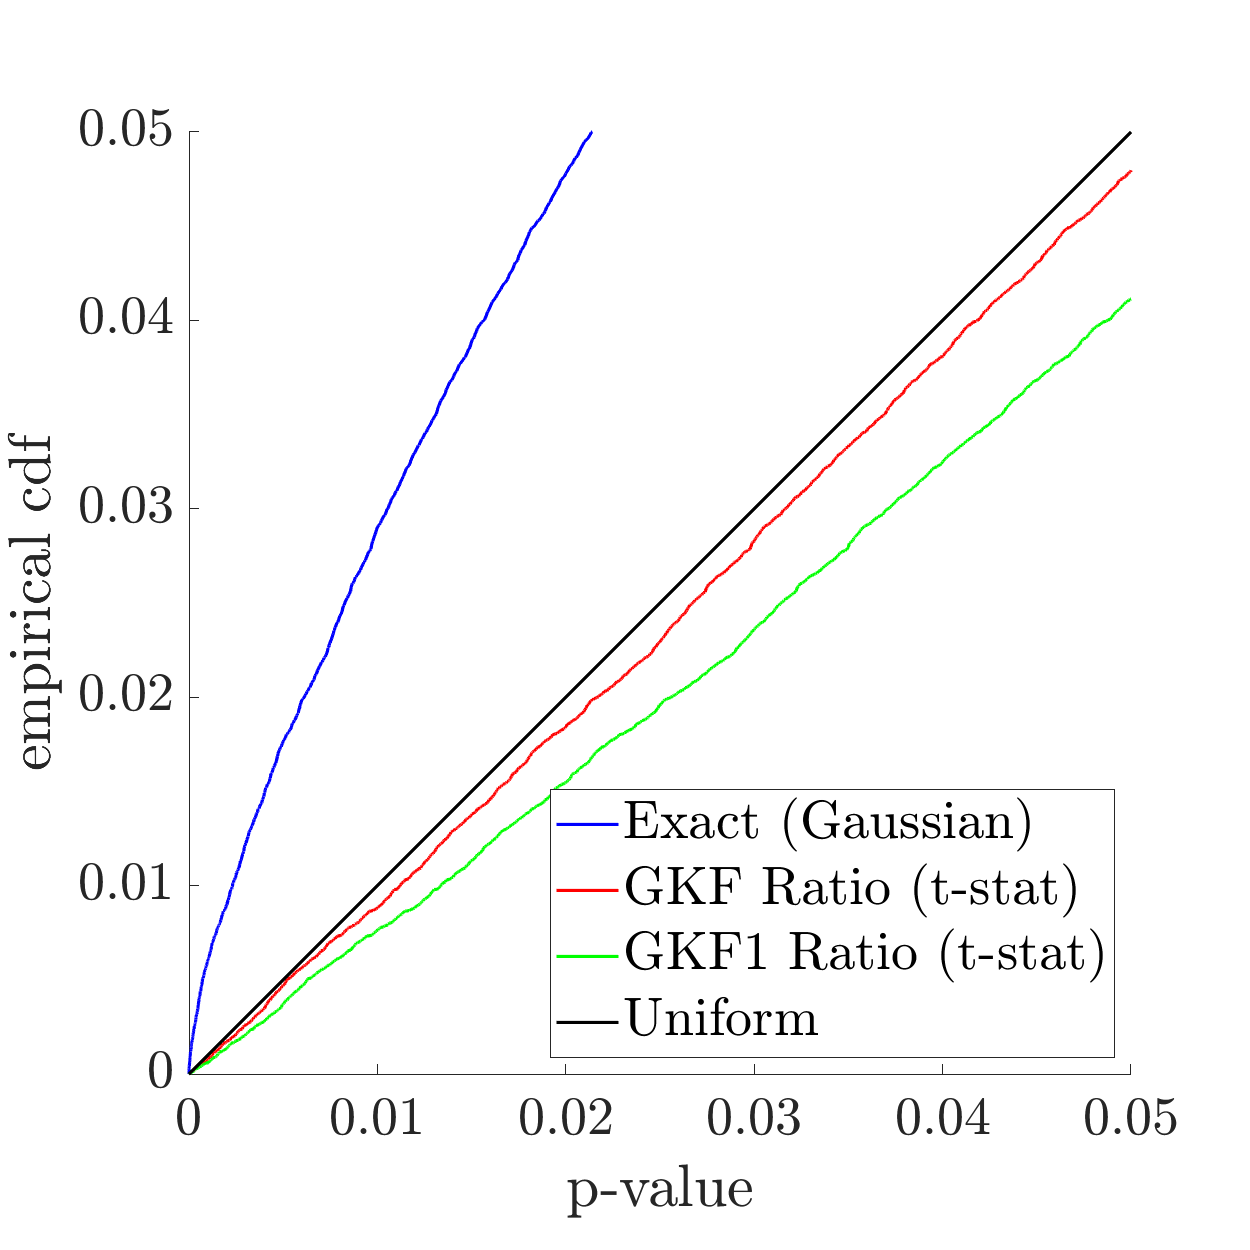 0.05
0.04
0.03
0.02
0.01
0
empirical cdf
Exact (Gaussian)
GKF Ratio (t-stat)
GKF1 Ratio (t-stat)
Uniform
0 0.01 0.02 0.03 0.04 0.05
p-value